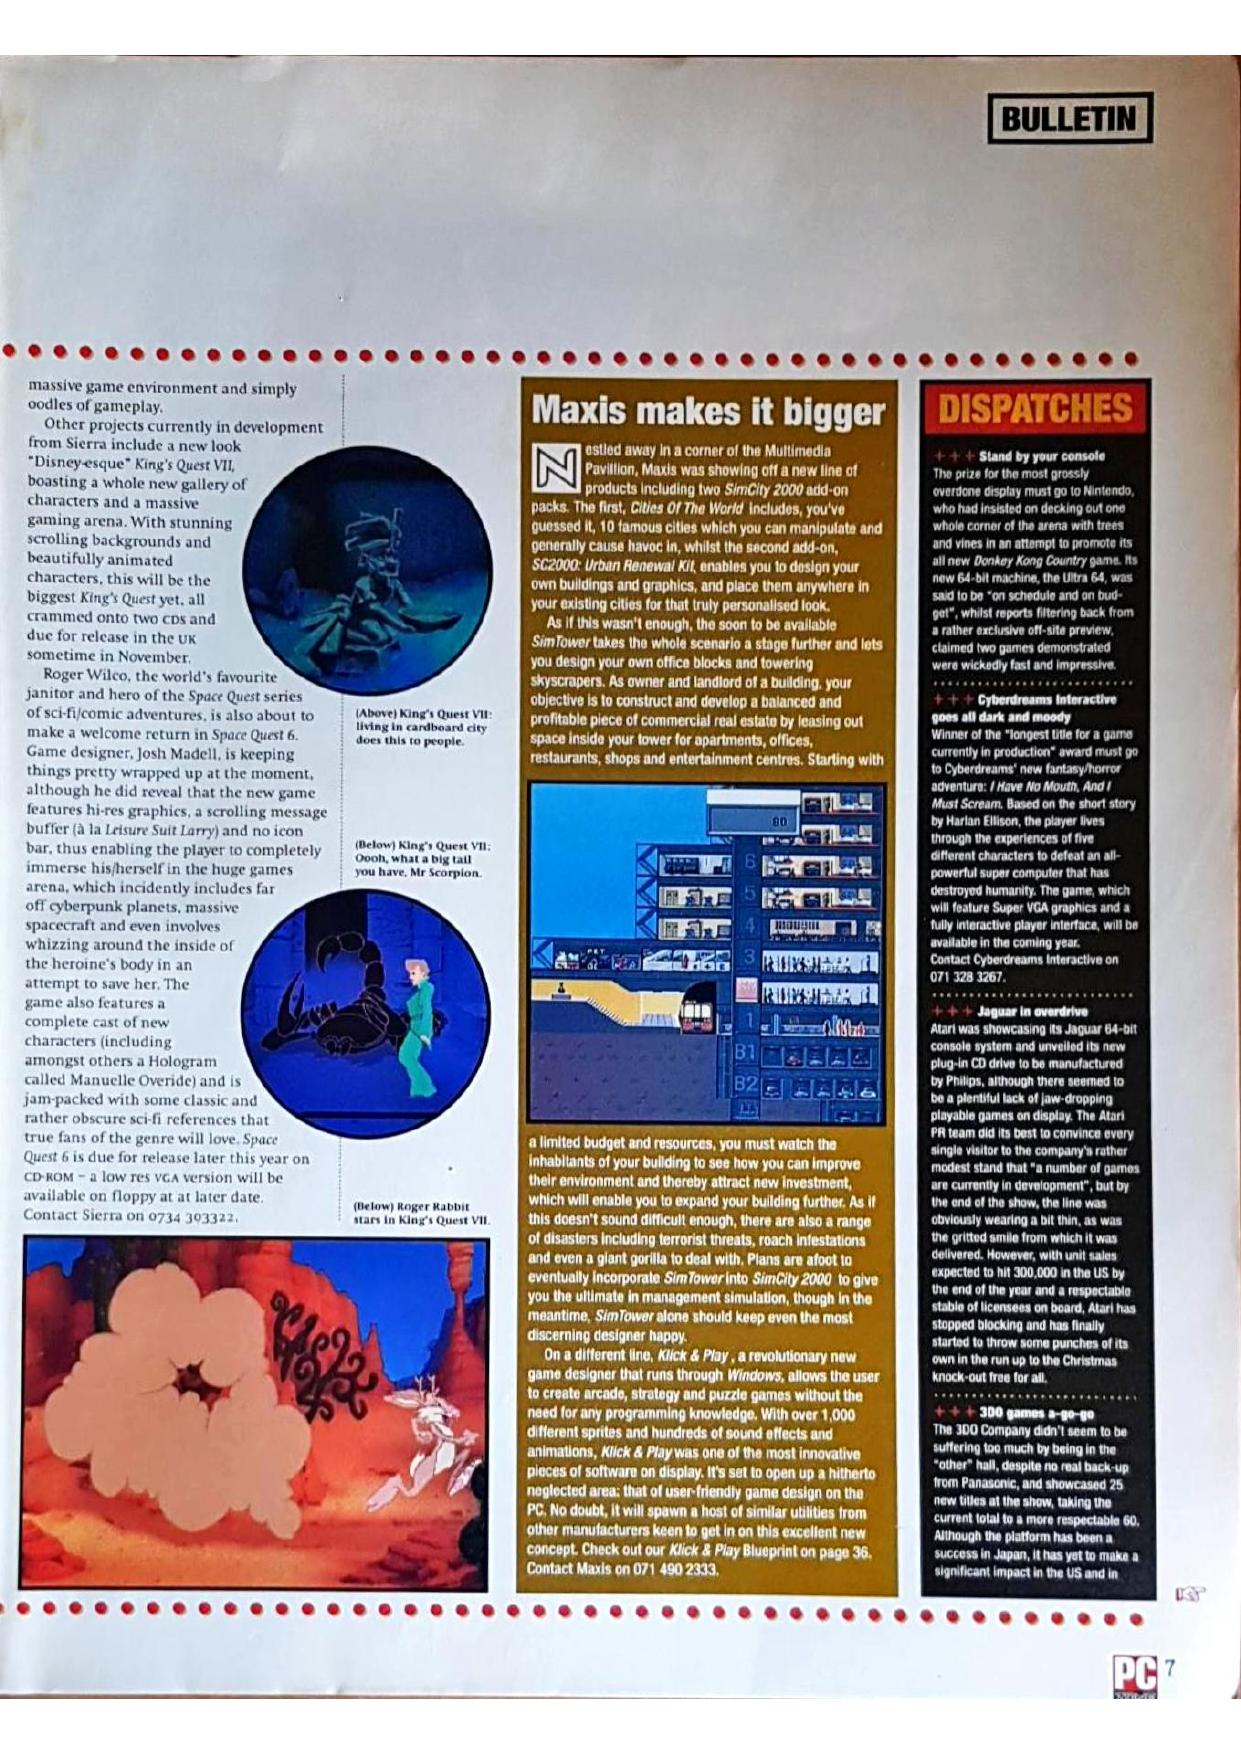 BULLETIN
massive game environment and simply
oodles of gameplay.
Other projects currently in development
from Sierra include a new look
"Disney-esque" King's Quest VII,
boasting a whole new gallery of
characters and a massive
gaming arena. With stunning
scrolling backgrounds and
beautifully animated
characters, this will be the
biggest King's Quest yet, all
crammed onto two CDs and
due for release in the UK
sometime in November.
Roger Wilco, the world's favourite
janitor and hero of the Space Quest series
of sci-fi/comic adventures, is also about to
make a welcome return in Space Quest 6.
Game designer, Josh Madell, is keeping
things pretty wrapped up at the moment,
although he did reveal that the new game
features hi-res graphics, a scrolling message
buffer (à la Leisure Suit Larry) and no icon
bar, thus enabling the player to completely
immerse his/herself in the huge games
arena, which incidently includes far
off cyberpunk planets, massive
spacecraft and even involves
whizzing around the inside of
the heroine's body in an
attempt to save her. The
game also features a
complete cast of new
characters (including
amongst others a Hologram
called Manuelle Overide) and is
jam-packed with some classic and
rather obscure sci-fi references that
true fans of the genre will love. Space
Quest 6 is due for release later this year on
CD-ROM – a low res VGA version will be
available on floppy at at later date.
Contact Sierra on 0734 303322.
(Above) King's Quest VII:
living in cardboard city
does this to people.
(Below) King's Quest VII:
Oooh, what a big tail
you have, Mr Scorpion.
(Below) Roger Rabbit
stars in King's Quest VII.
Maxis makes it bigger
Nestled away in a corner of the Multimedia
Pavillion, Maxis was showing off a new line of
products including two SimCity 2000 add-on
packs. The first, Cities Of The World includes, you've
guessed it, 10 famous cities which you can manipulate and
generally cause havoc in, whilst the second add-on,
SC2000: Urban Renewal Kit, enables you to design your
own buildings and graphics, and place them anywhere in
your existing cities for that truly personalised look.
As if this wasn't enough, the soon to be available
SimTower takes the whole scenario a stage further and lets
you design your own office blocks and towering
skyscrapers. As owner and landlord of a building, your
objective is to construct and develop a balanced and
profitable piece of commercial real estate by leasing out
space inside your tower for apartments, offices,
restaurants, shops and entertainment centres. Starting with
80
6
5
4
3
1
B1
B2
a limited budget and resources, you must watch the
inhabitants of your building to see how you can improve
their environment and thereby attract new investment,
which will enable you to expand your building further. As if
this doesn't sound difficult enough, there are also a range
of disasters including terrorist threats, roach infestations
and even a giant gorilla to deal with. Plans are afoot to
eventually incorporate SimTower into SimCity 2000 to give
you the ultimate in management simulation, though in the
meantime, SimTower alone should keep even the most
discerning designer happy.
On a different line, Klick & Play, a revolutionary new
game designer that runs through Windows, allows the user
to create arcade, strategy and puzzle games without the
need for any programming knowledge. With over 1,000
different sprites and hundreds of sound effects and
animations, Klick & Play was one of the most innovative
pieces of software on display. It's set to open up a hitherto
neglected area: that of user-friendly game design on the
PC. No doubt, it will spawn a host of similar utilities from
other manufacturers keen to get in on this excellent new
concept. Check out our Klick & Play Blueprint on page 36.
Contact Maxis on 071 490 2333.
DISPATCHES
+++ Stand by your console
The prize for the most grossly
overdone display must go to Nintendo,
who had insisted on decking out one
whole corner of the arena with trees
and vines in an attempt to promote its
all new Donkey Kong Country game. Its
new 64-bit machine, the Ultra 64, was
said to be "on schedule and on bud-
get", whilst reports filtering back from
a rather exclusive off-site preview,
claimed two games demonstrated
were wickedly fast and impressive.
+++ Cyberdreams Interactive
goes all dark and moody
Winner of the "longest title for a game
currently in production" award must go
to Cyberdreams' new fantasy/horror
adventure: I Have No Mouth, And I
Must Scream. Based on the short story
by Harlan Ellison, the player lives
through the experiences of five
different characters to defeat an all-
powerful super computer that has
destroyed humanity. The game, which
will feature Super VGA graphics and a
fully interactive player interface, will be
available in the coming year.
Contact Cyberdreams Interactive on
071 328 3267.
+++ Jaguar in overdrive
Atari was showcasing its Jaguar 64-bit
console system and unveiled its new
plug-in CD drive to be manufactured
by Philips, although there seemed to
be a plentiful lack of jaw-dropping
playable games on display. The Atari
PR team did its best to convince every
single visitor to the company's rather
modest stand that "a number of games
are currently in development", but by
the end of the show, the line was
obviously wearing a bit thin, as was
the gritted smile from which it was
delivered. However, with unit sales
expected to hit 300,000 in the US by
the end of the year and a respectable
stable of licensees on board, Atari has
stopped blocking and has finally
started to throw some punches of its
own in the run up to the Christmas
knock-out free for all.
+++ 3DO games a-go-go
The 3DO Company didn't seem to be
suffering too much by being in the
"other" hall, despite no real back-up
from Panasonic, and showcased 25
new titles at the show, taking the
current total to a more respectable 60.
Although the platform has been a
success in Japan, it has yet to make a
significant impact in the US and in
PC 7